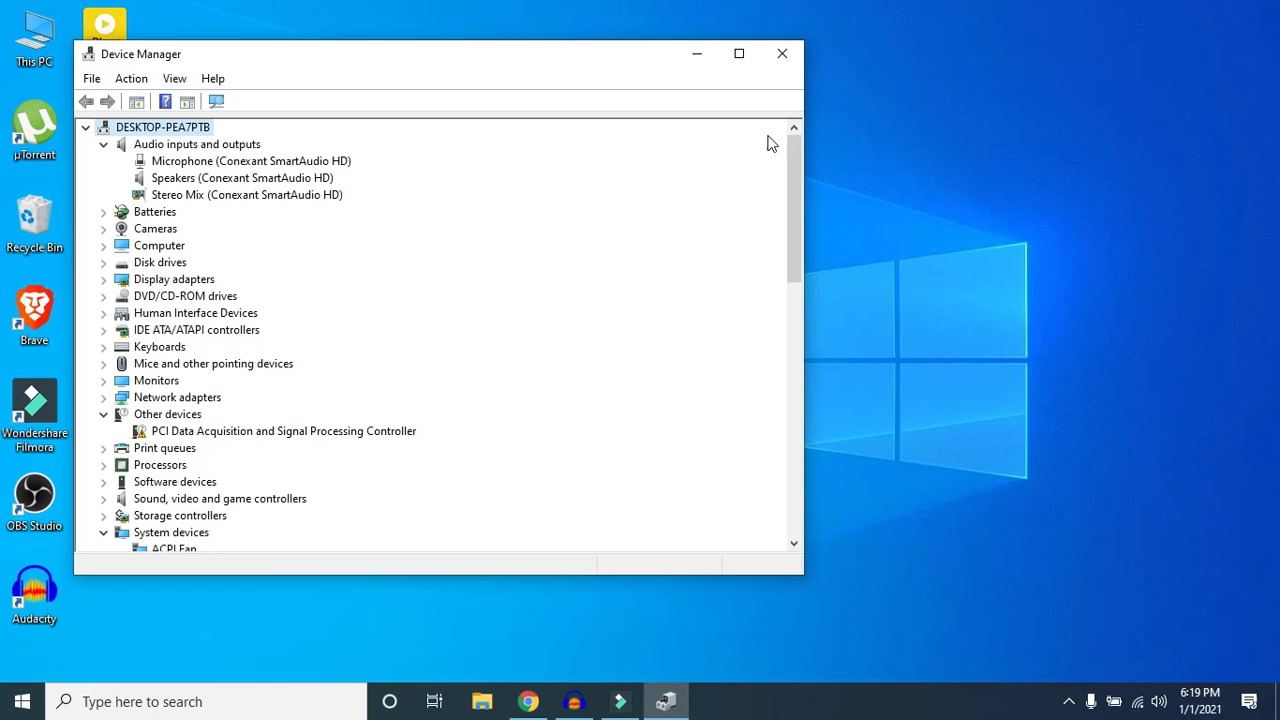 This PC
µTorrent
Recycle Bin
Brave
Wondershare
Filmora
OBS Studio
Audacity
Device Manager
File Action View Help
DESKTOP-PEA7PTB
Audio inputs and outputs
Microphone (Conexant SmartAudio HD)
Speakers (Conexant SmartAudio HD)
Stereo Mix (Conexant SmartAudio HD)
Batteries
Cameras
Computer
Disk drives
Display adapters
DVD/CD-ROM drives
Human Interface Devices
IDE ATA/ATAPI controllers
Keyboards
Mice and other pointing devices
Monitors
Network adapters
Other devices
PCI Data Acquisition and Signal Processing Controller
Print queues
Processors
Software devices
Sound, video and game controllers
Storage controllers
System devices
ACPI Fan
Type here to search
6:19 PM
1/1/2021